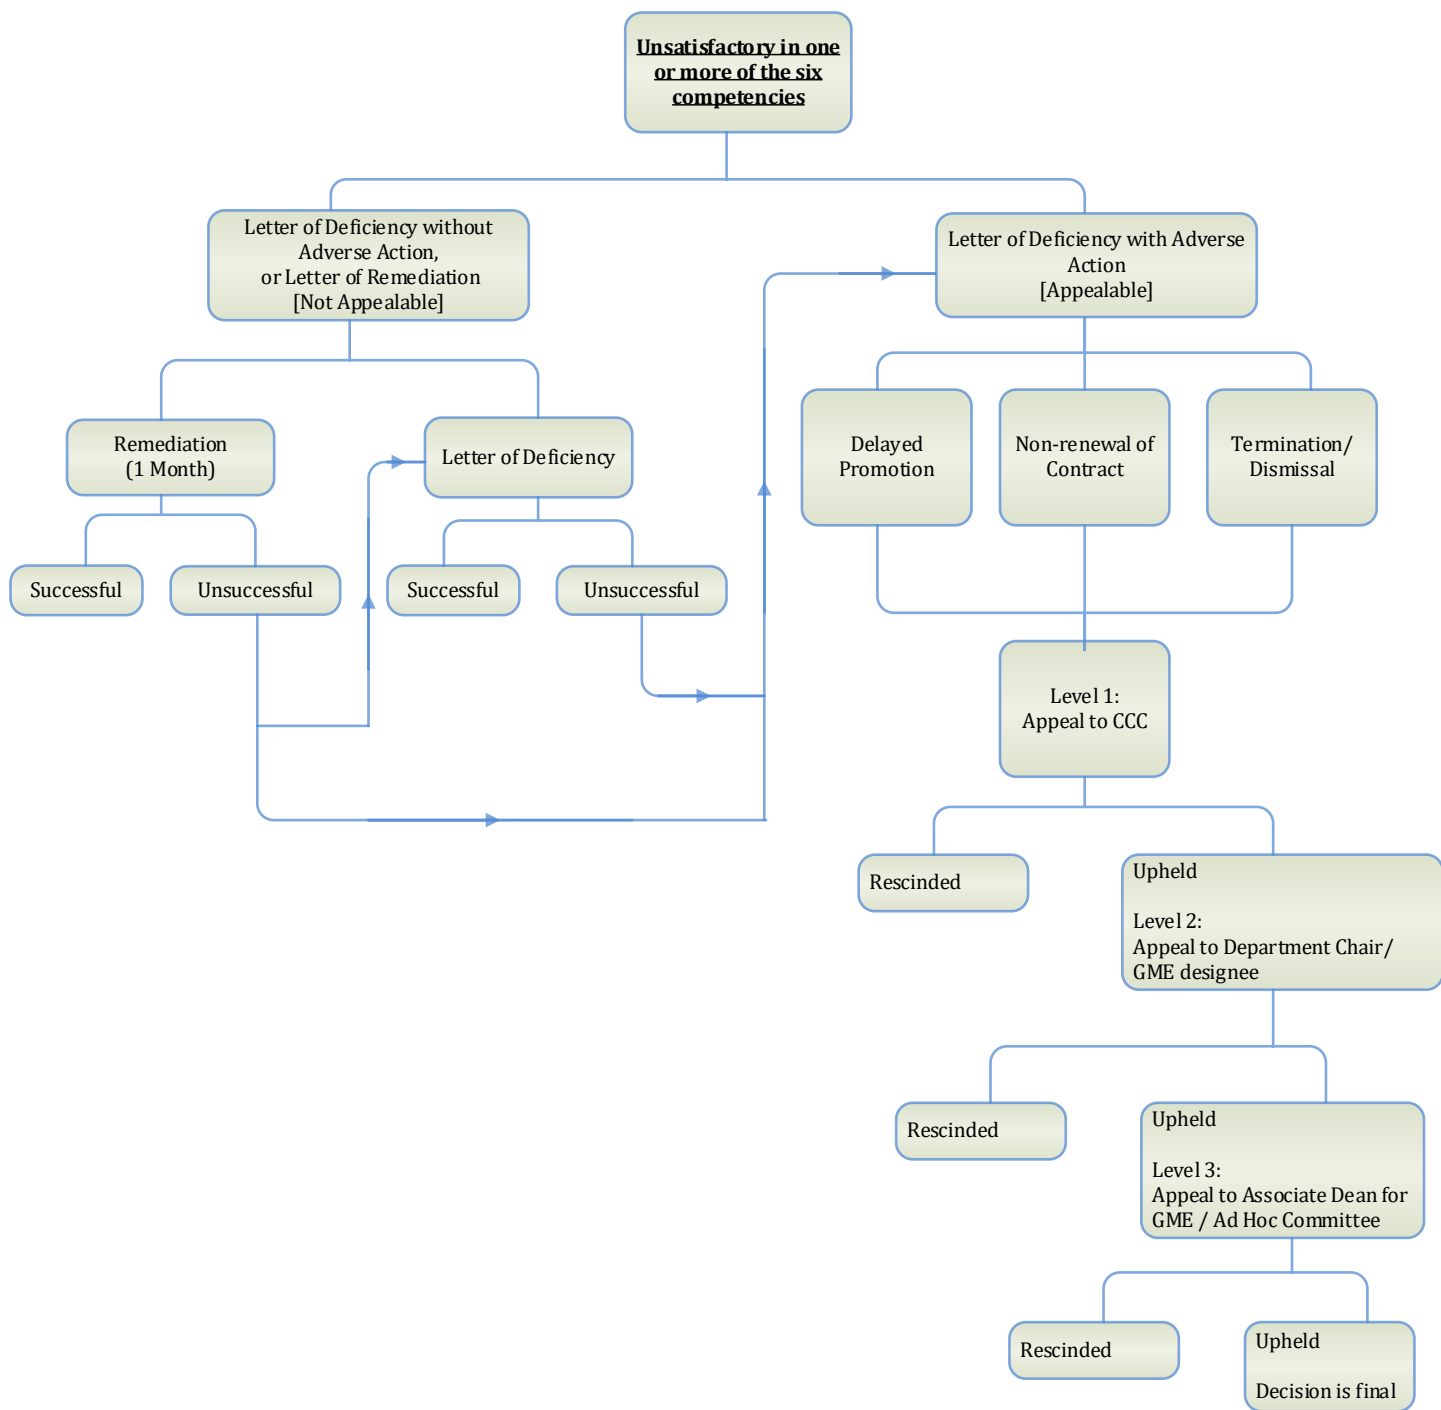 Unsatisfactory in one
or more of the six
competencies
Letter of Deficiency without
Adverse Action,
or Letter of Remediation
[Not Appealable]
Letter of Deficiency with Adverse
Action
[Appealable]
Remediation
(1 Month)
Letter of Deficiency
Delayed
Promotion
Non-renewal of
Contract
Termination/
Dismissal
Successful
Unsuccessful
Successful
Unsuccessful
Level 1:
Appeal to CCC
Rescinded
Upheld
Level 2:
Appeal to Department Chair/
GME designee
Rescinded
Upheld
Level 3:
Appeal to Associate Dean for
GME / Ad Hoc Committee
Rescinded
Upheld
Decision is final